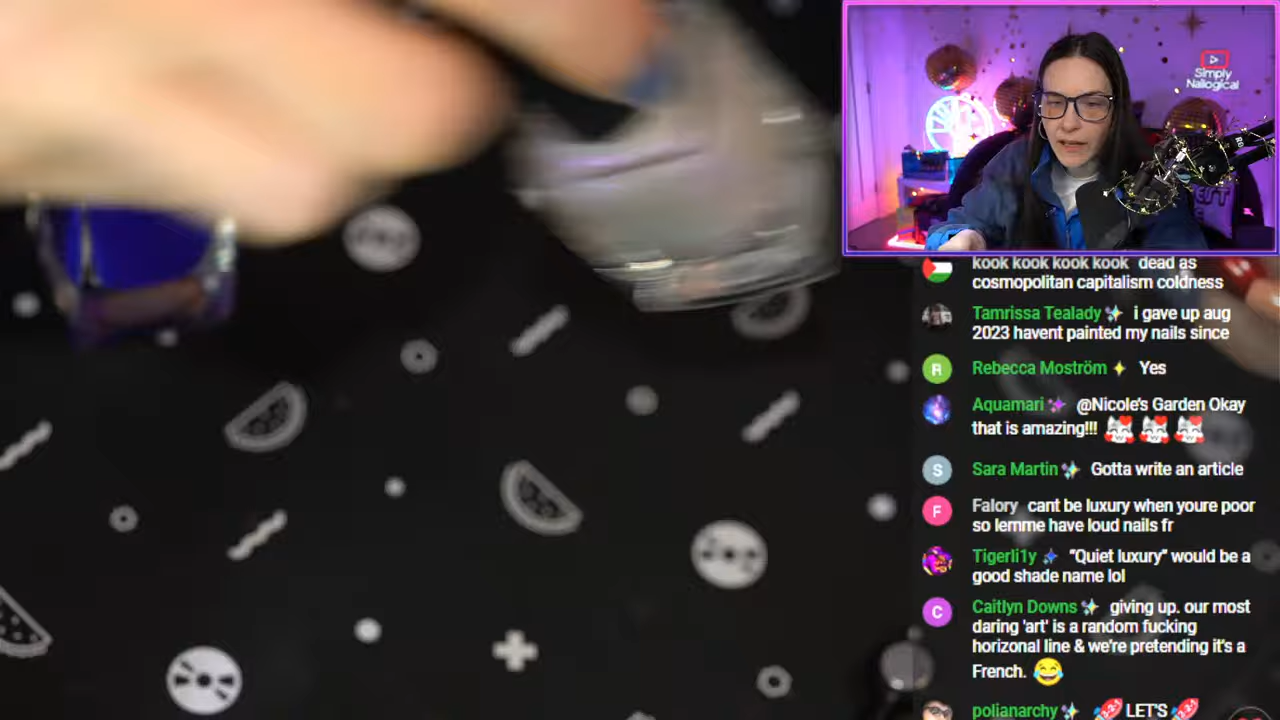 Simply
Nailogical
kook kook kook kook dead as
cosmopolitan capitalism coldness
Tamrissa Tealady i gave up aug
2023 havent painted my nails since
R Rebecca Moström Yes
Aquamari @Nicole's Garden Okay
that is amazing!!!
S Sara Martin Gotta write an article
F Falory cant be luxury when youre poor
so lemme have loud nails fr
Tigerli1y “Quiet luxury” would be a
good shade name lol
C Caitlyn Downs giving up. our most
daring 'art' is a random fucking
horizonal line & we're pretending it's a
French.
polianarchy LET'S